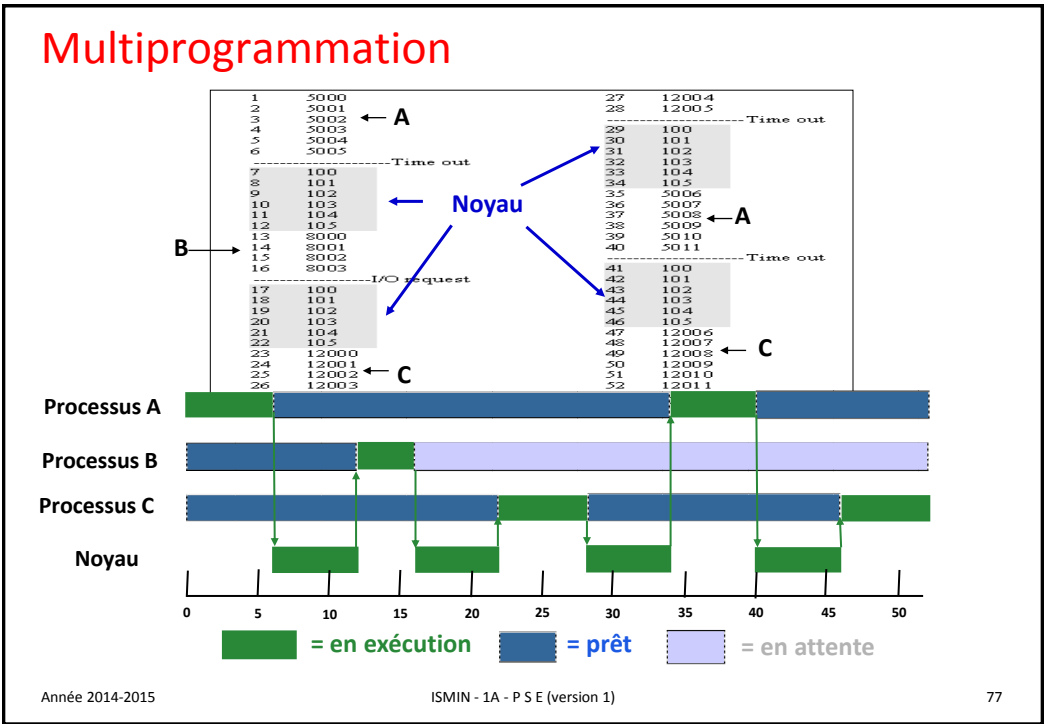 Multiprogrammation
1 5000
2 5001
3 5002
4 5003
5 5004
6 5005
A
Time out
7 100
8 101
9 102
10 103
11 104
12 105
13 8000
14 8001
15 8002
16 8003
B
I/O request
17 100
18 101
19 102
20 103
21 104
22 105
23 12000
24 12001
25 12002
26 12003
C
Noyau
27 12004
28 12005
Time out
29 100
30 101
31 102
32 103
33 104
34 105
35 5006
36 5007
37 5008
38 5009
39 5010
40 5011
A
Time out
41 100
42 101
43 102
44 103
45 104
46 105
47 12006
48 12007
49 12008
50 12009
51 12010
52 12011
C
Processus A
Processus B
Processus C
Noyau
0 5 10 15 20 25 30 35 40 45 50
= en exécution = prêt = en attente
Année 2014-2015 ISMIN - 1A - P S E (version 1) 77